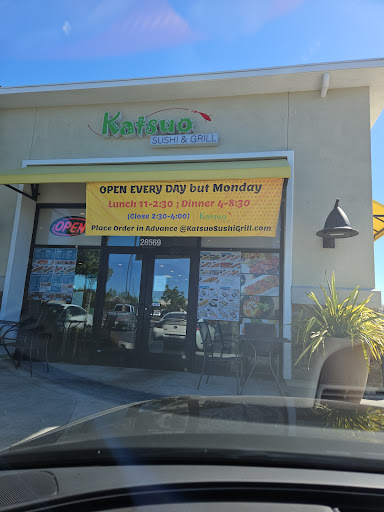 Katsuo
SUSHI & GRILL
OPEN EVERY DAY but Monday
Lunch 11-2:30 ; Dinner 4-8:30
(Close 2:30-4:00) Katsuo
Place Order in Advance @KatsuoSushiGrill.com
OPEN
28569